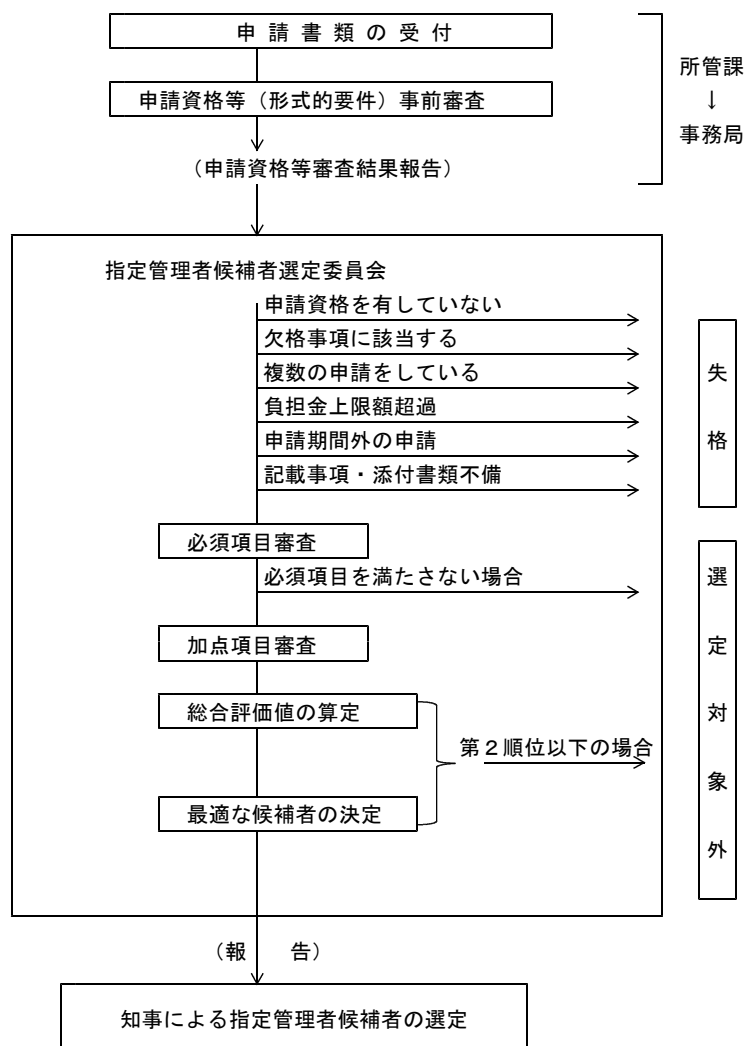 申請書類の受付
申請資格等（形式的要件）事前審査
（申請資格等審査結果報告）
所管課
↓
事務局
指定管理者候補者選定委員会
申請資格を有していない
欠格事項に該当する
複数の申請をしている
負担金上限額超過
申請期間外の申請
記載事項・添付書類不備
失格
必須項目審査
必須項目を満たさない場合
加点項目審査
総合評価値の算定
第２順位以下の場合
最適な候補者の決定
選定対象外
（報　告）
知事による指定管理者候補者の選定